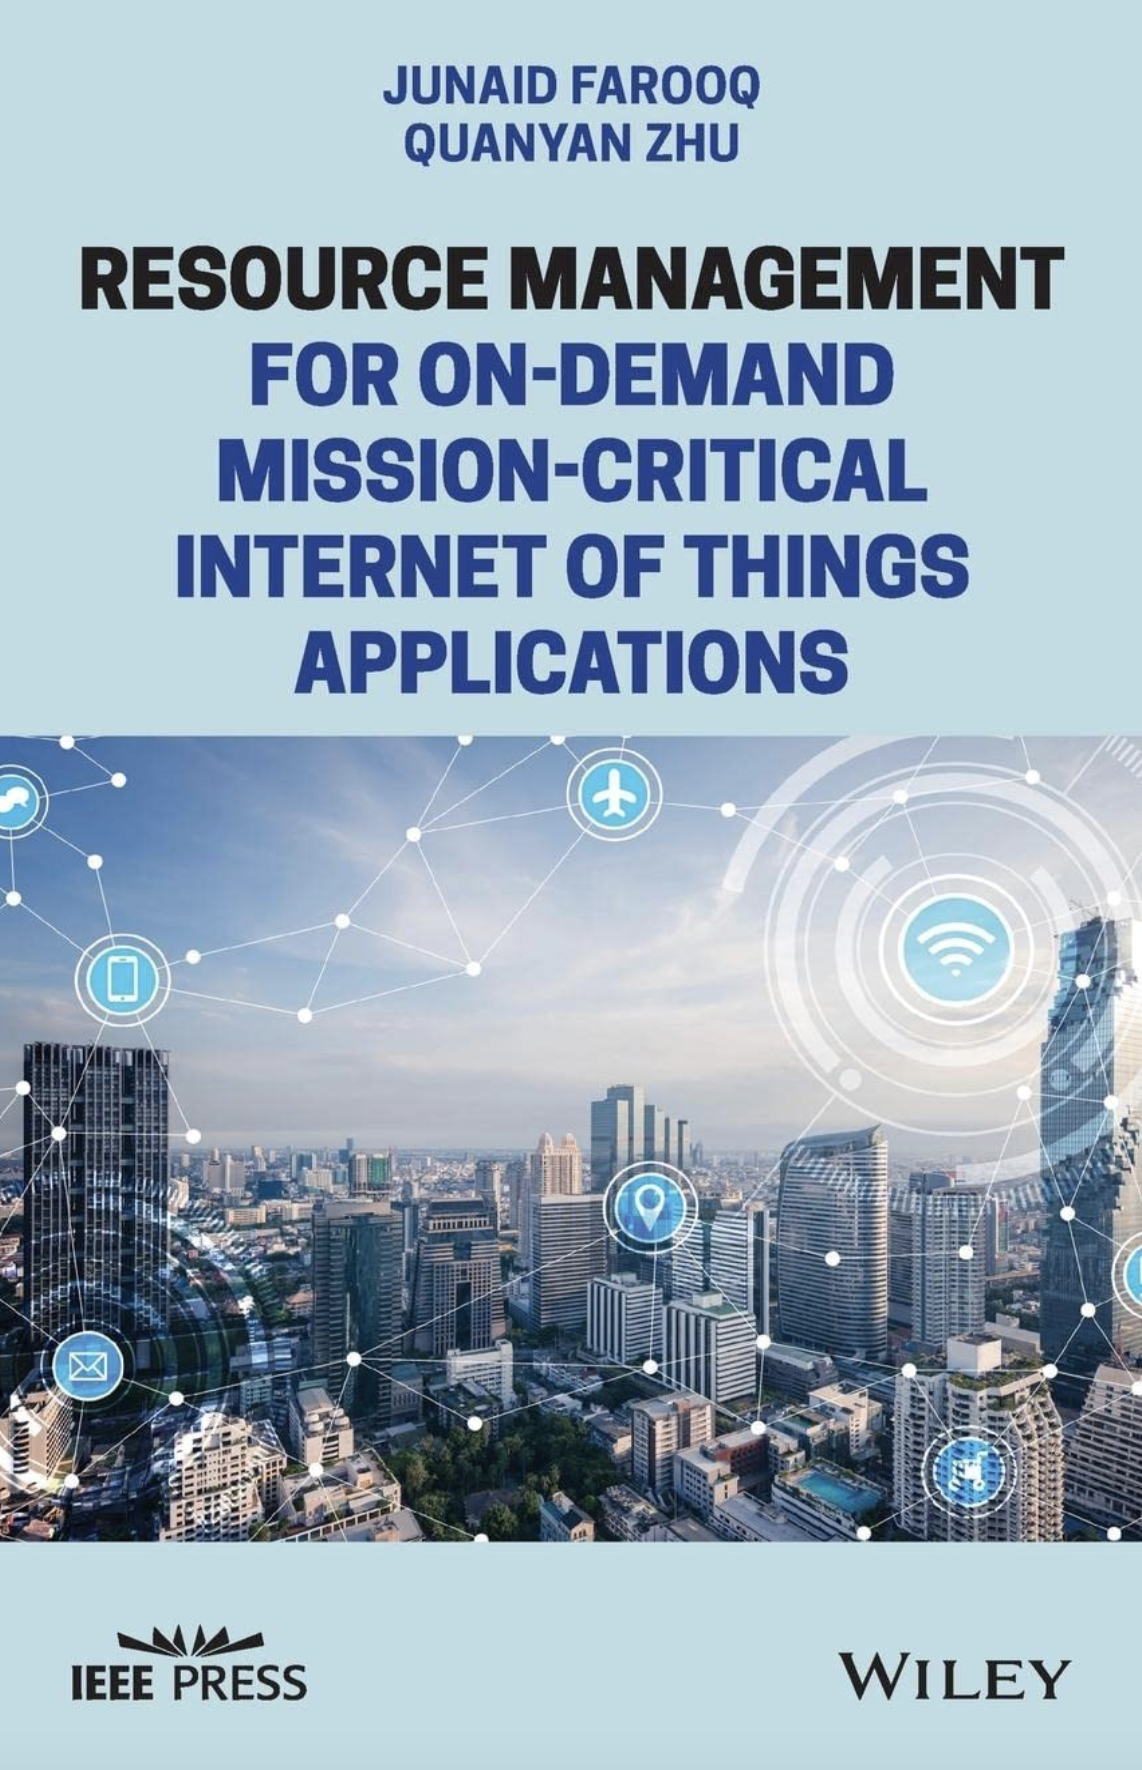 JUNAID FAROOQ
QUANYAN ZHU
RESOURCE MANAGEMENT
FOR ON-DEMAND
MISSION-CRITICAL
INTERNET OF THINGS
APPLICATIONS
IEEE PRESS
WILEY